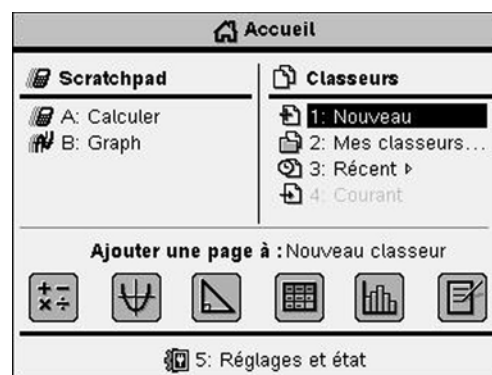 Accueil
Scratchpad
A: Calculer
B: Graph
Classeurs
1: Nouveau
2: Mes classeurs...
3: Récent ▹
4: Courant
Ajouter une page à : Nouveau classeur
5: Réglages et état